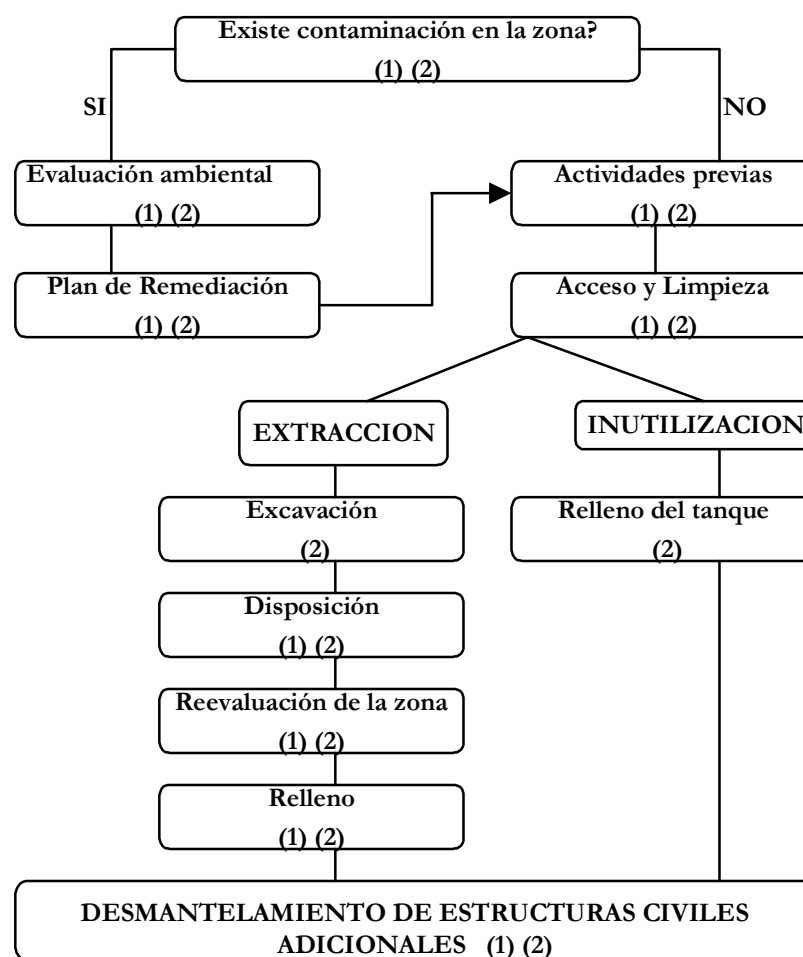 Existe contaminación en la zona?
(1) (2)
SI
NO
Evaluación ambiental
(1) (2)
Actividades previas
(1) (2)
Plan de Remediación
(1) (2)
Acceso y Limpieza
(1) (2)
EXTRACCION
INUTILIZACION
Excavación
(2)
Relleno del tanque
(2)
Disposición
(1) (2)
Reevaluación de la zona
(1) (2)
Relleno
(1) (2)
DESMANTELAMIENTO DE ESTRUCTURAS CIVILES
ADICIONALES (1) (2)